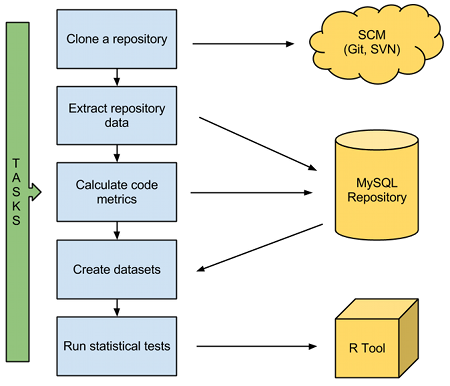 Clone a repository
SCM
(Git, SVN)
Extract repository
data
TASKS
Calculate code
metrics
MySQL
Repository
Create datasets
Run statistical tests
R Tool